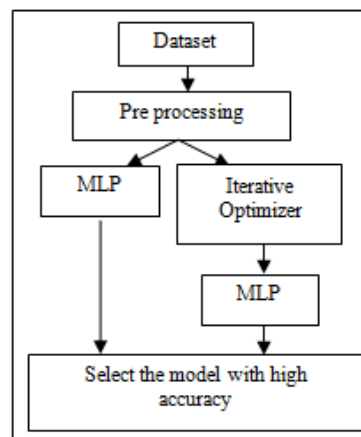 Dataset
Pre processing
MLP
Iterative
Optimizer
MLP
Select the model with high
accuracy